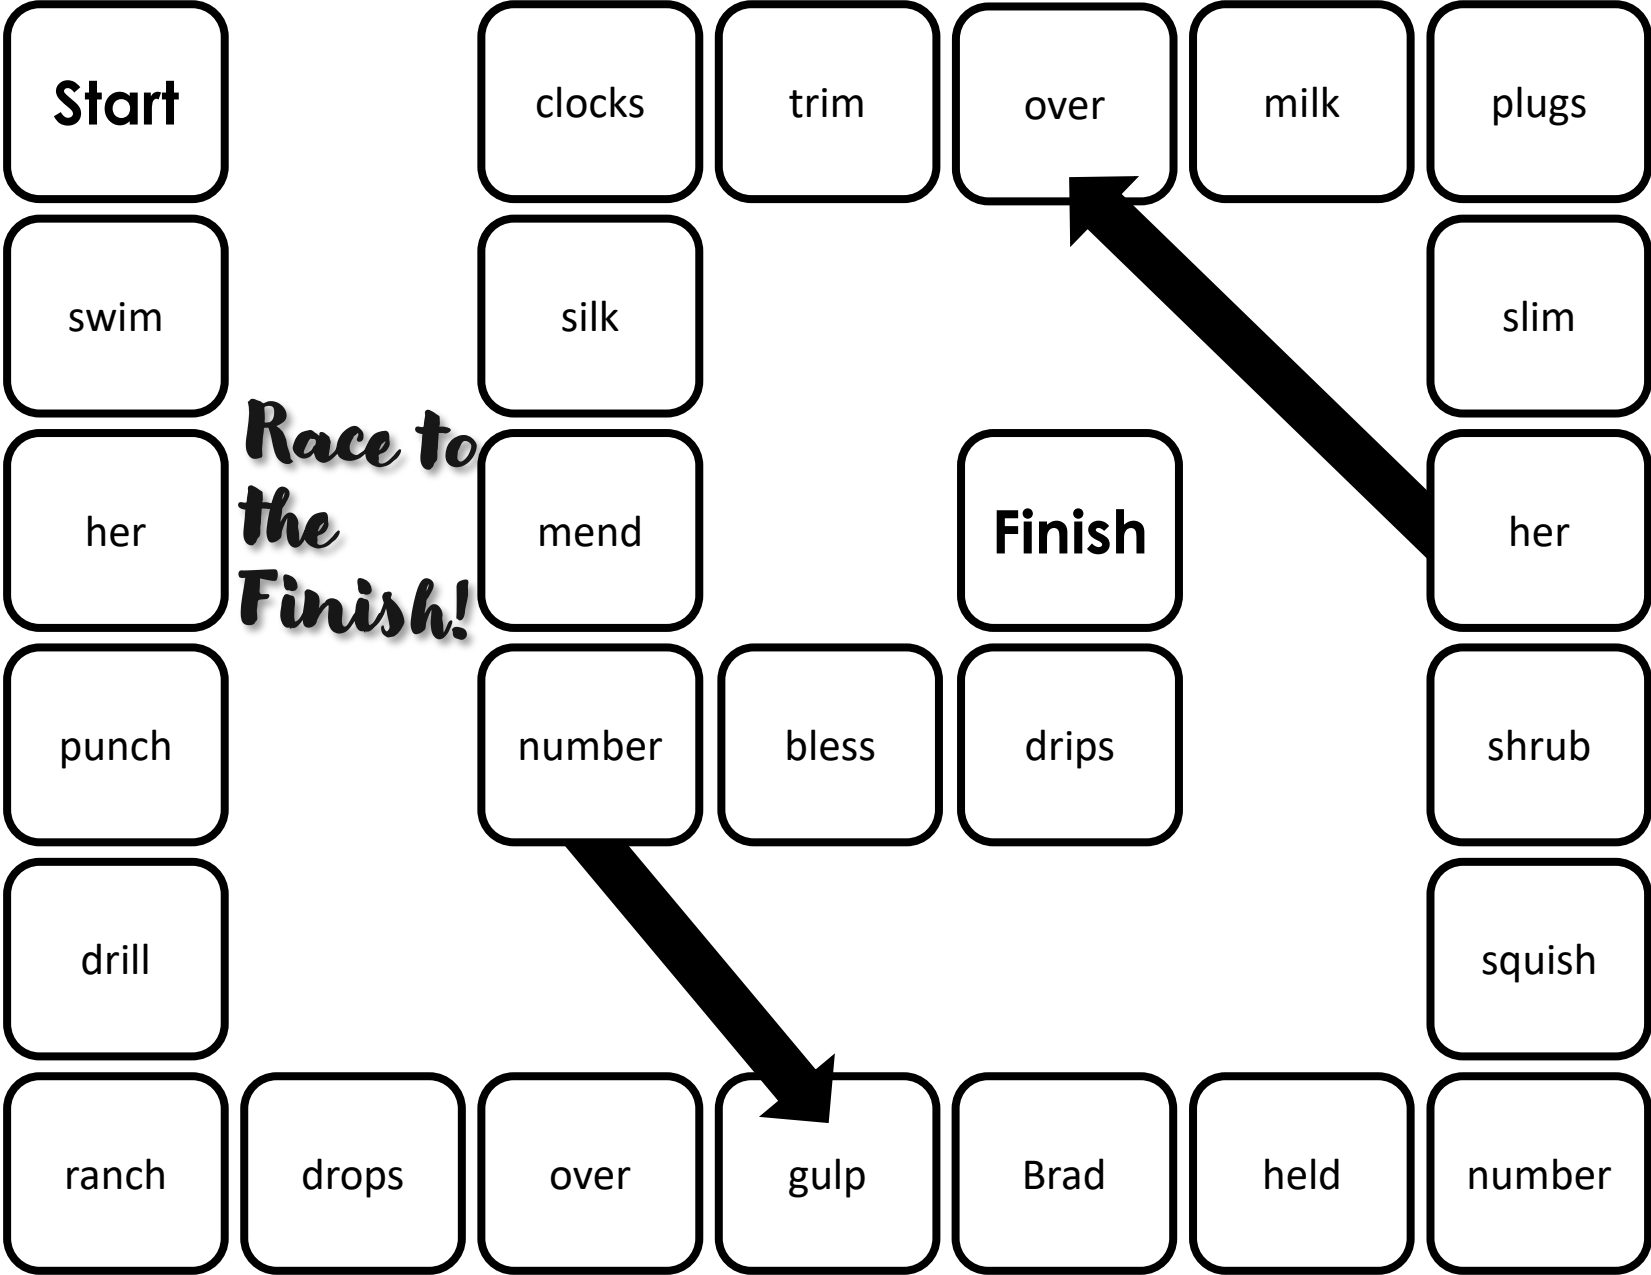 Start
clocks
trim
over
milk
plugs
swim
silk
slim
Race to
the
Finish!
her
mend
Finish
her
punch
number
bless
drips
shrub
drill
squish
ranch
drops
over
gulp
Brad
held
number